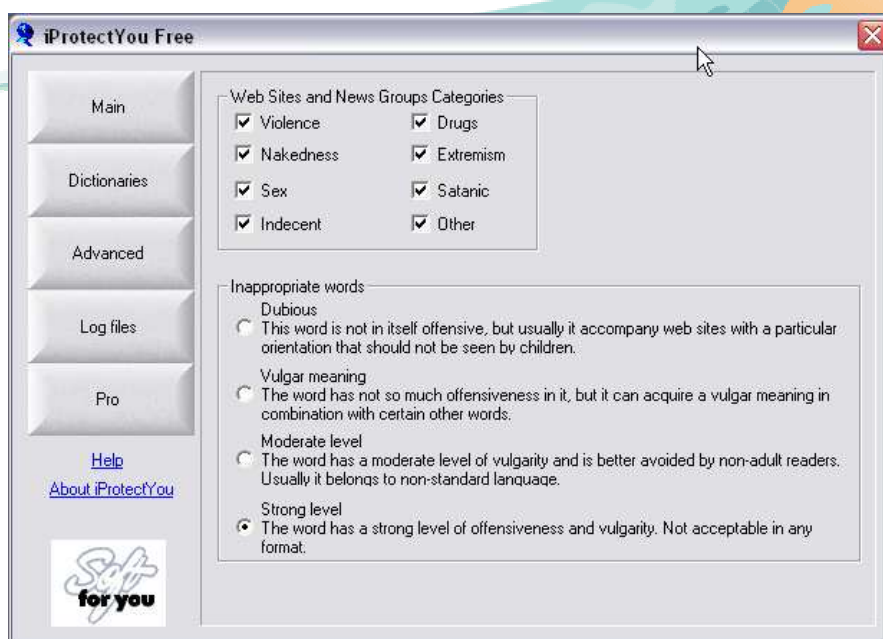 iProtectYou Free
Main
Dictionaries
Advanced
Log files
Pro
Help
About iProtectYou
Soft
for you
Web Sites and News Groups Categories
Violence
Drugs
Nakedness
Extremism
Sex
Satanic
Indecent
Other
Inappropriate words
Dubious
This word is not in itself offensive, but usually it accompany web sites with a particular
orientation that should not be seen by children.
Vulgar meaning
The word has not so much offensiveness in it, but it can acquire a vulgar meaning in
combination with certain other words.
Moderate level
The word has a moderate level of vulgarity and is better avoided by non-adult readers.
Usually it belongs to non-standard language.
Strong level
The word has a strong level of offensiveness and vulgarity. Not acceptable in any
format.